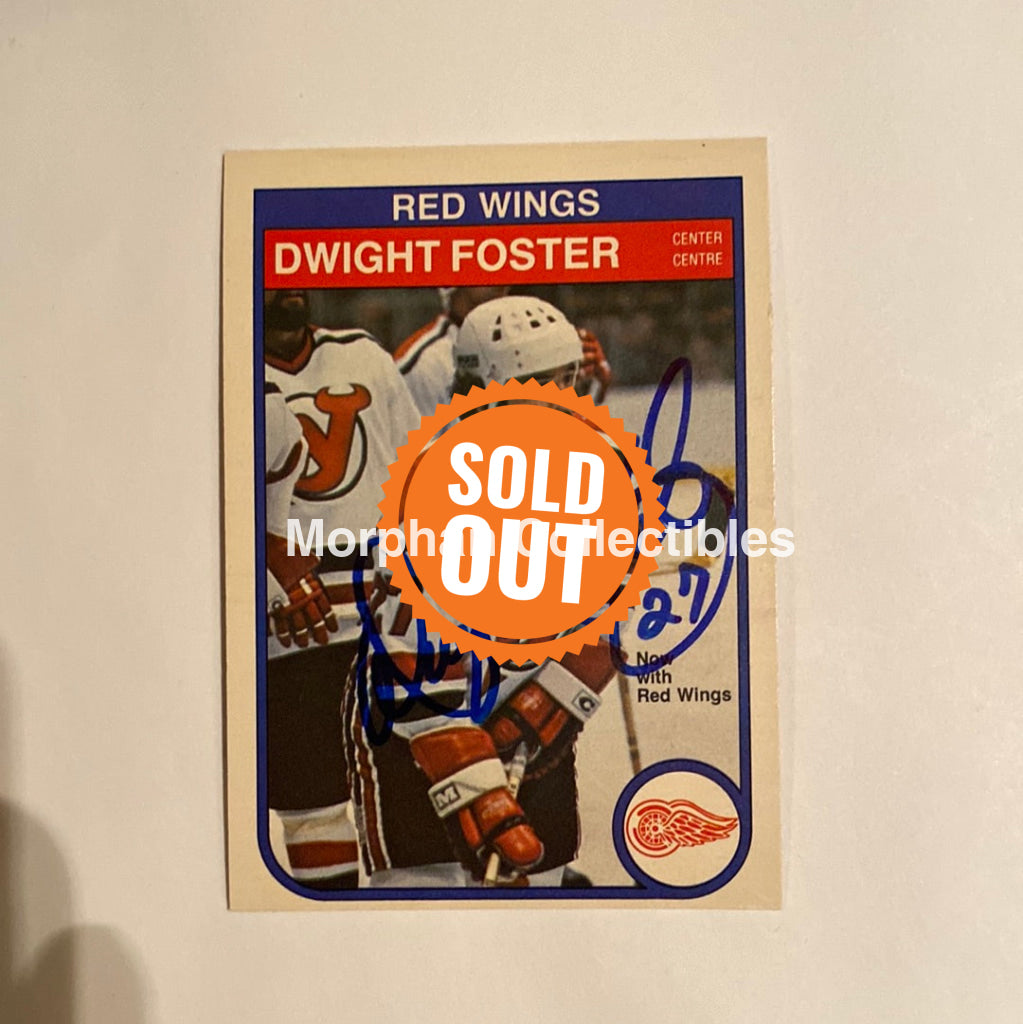 RED WINGS
DWIGHT FOSTER
CENTER
CENTRE
SOLD
OUT
Morphan Collectibles
27
Now
with
Red Wings
C
M